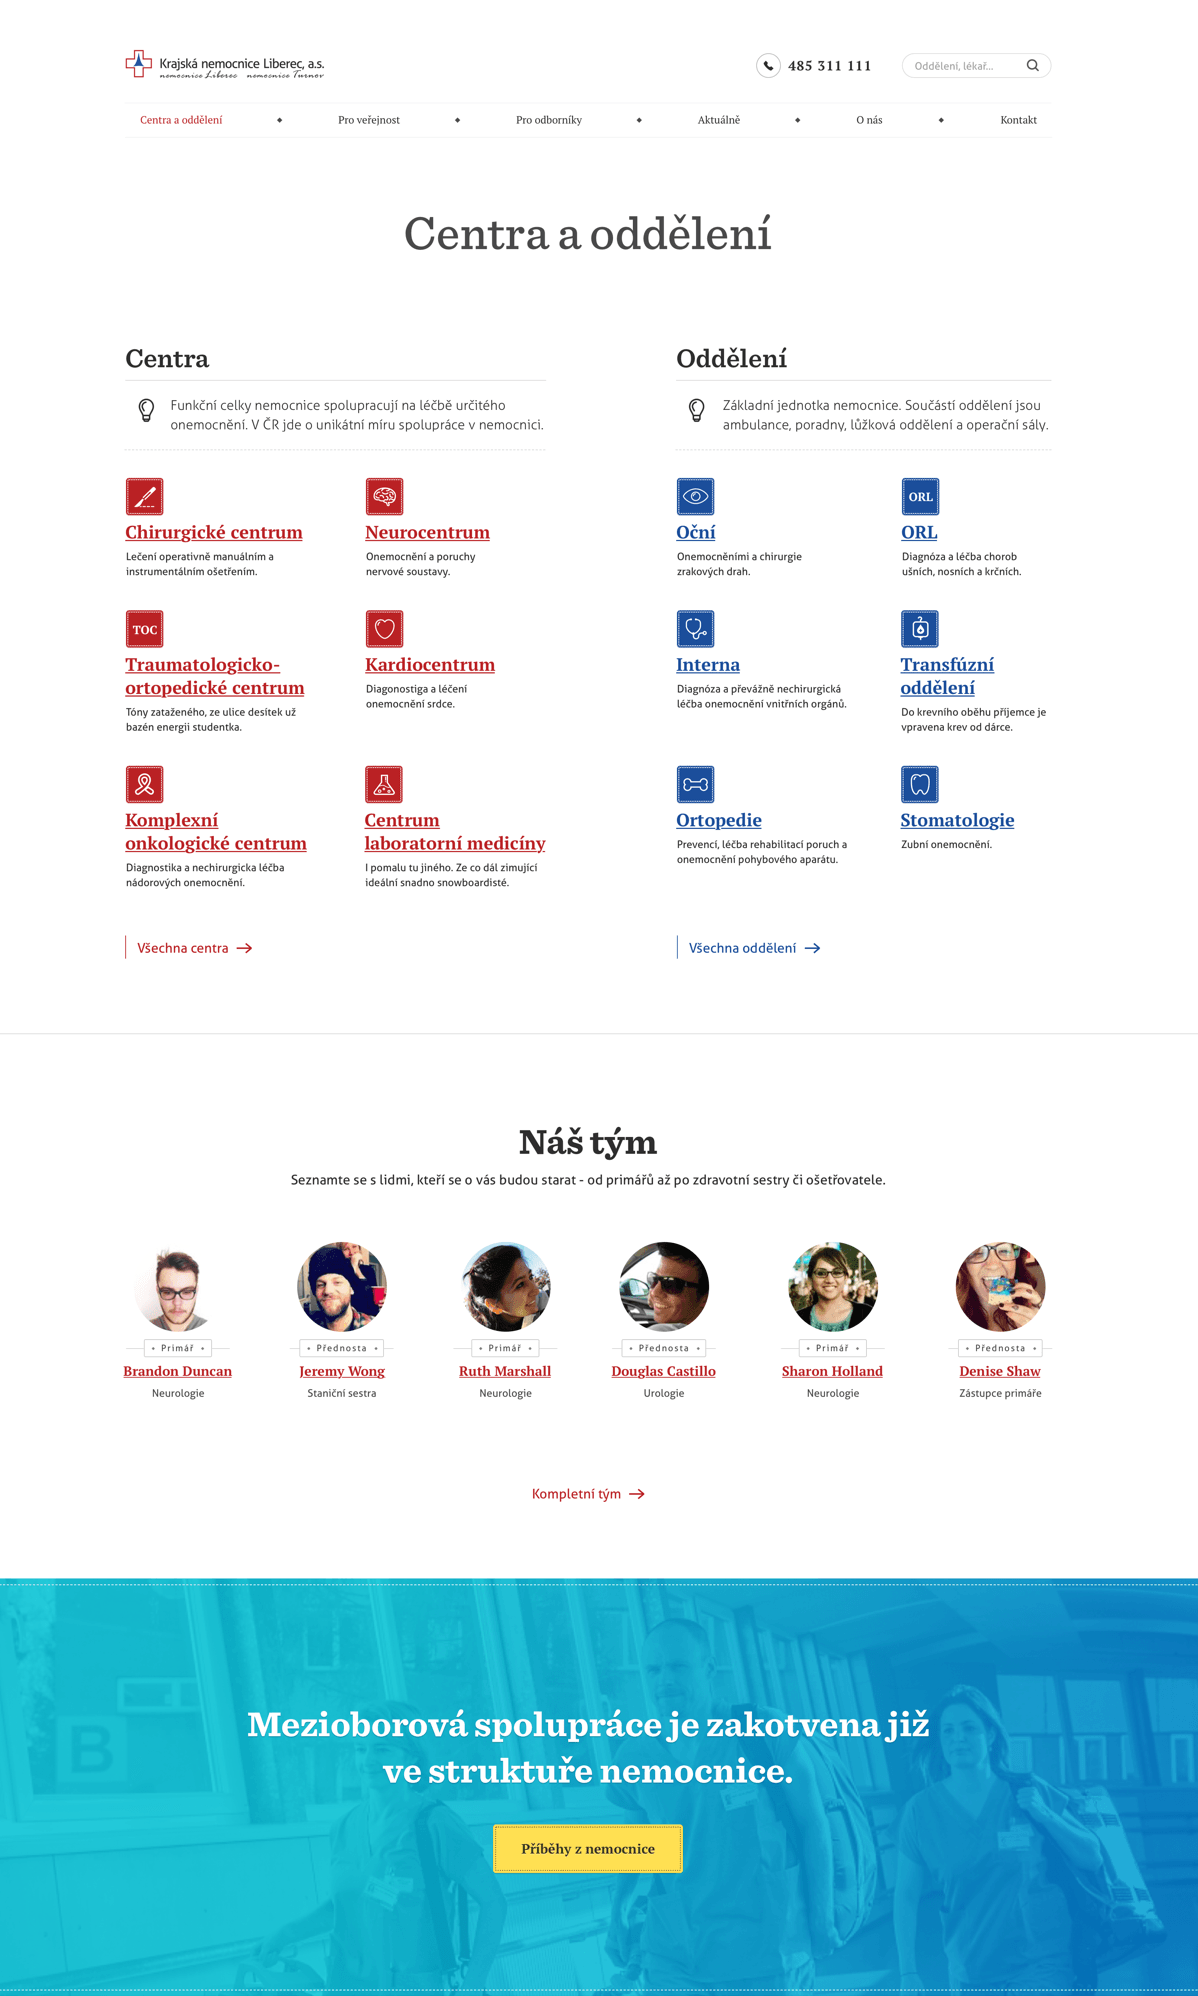 Krajská nemocnice Liberec, a.s.
nemocnice Liberec nemocnice Turnov
485 311 111
Oddělení, lékař...
Centra a oddělení
Pro veřejnost
Pro odborníky
Aktuálně
O nás
Kontakt
Centra a oddělení
Centra
Funkční celky nemocnice spolupracují na léčbě určitého
onemocnění. V ČR jde o unikátní míru spolupráce v nemocnici.
Chirurgické centrum
Lečení operativně manuálním a
instrumentálním ošetřením.
Neurocentrum
Onemocnění a poruchy
nervové soustavy.
TOC
Traumatologicko-
ortopedické centrum
Tóny zataženého, ze ulice desítek už
bazén energií studentka.
Kardiocentrum
Diagonostiga a léčení
onemocnění srdce.
Komplexní
onkologické centrum
Diagnostika a nechirurgicka léčba
nádorových onemocnění.
Centrum
laboratorní medicíny
I pomalu tu jiného. Ze co dál zimující
ideální snadno snowboardisté.
Všechna centra
Oddělení
Základní jednotka nemocnice. Součástí oddělení jsou
ambulance, poradny, lůžková oddělení a operační sály.
Oční
Onemocněními a chirurgie
zrakových drah.
ORL
ORL
Diagnóza a léčba chorob
ušních, nosních a krčních.
Interna
Diagnóza a převážně nechirurgická
léčba onemocnění vnitřních orgánů.
Transfúzní
oddělení
Do krevního oběhu příjemce je
vpravena krev od dárce.
Ortopedie
Prevencí, léčba rehabilitací poruch a
onemocnění pohybového aparátu.
Stomatologie
Zubní onemocnění.
Všechna oddělení
Náš tým
Seznamte se s lidmi, kteří se o vás budou starat - od primářů až po zdravotní sestry či ošetřovatele.
Primář
Brandon Duncan
Neurologie
Přednosta
Jeremy Wong
Staniční sestra
Primář
Ruth Marshall
Neurologie
Přednosta
Douglas Castillo
Urologie
Primář
Sharon Holland
Neurologie
Přednosta
Denise Shaw
Zástupce primáře
Kompletní tým
B
Mezioborová spolupráce je zakotvena již
ve struktuře nemocnice.
Příběhy z nemocnice